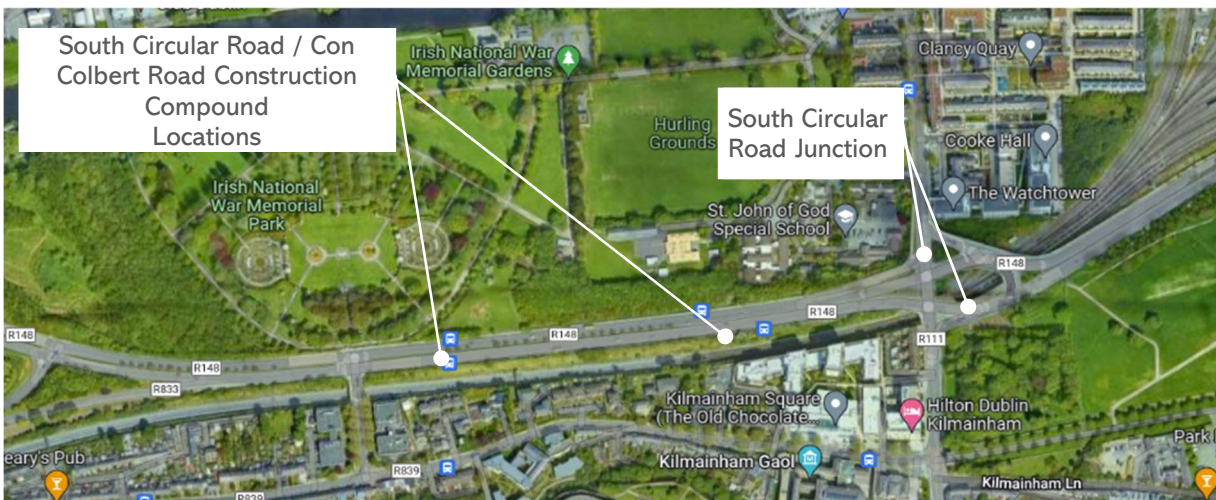 South Circular Road / Con
Colbert Road Construction
Compound
Locations
Irish National War
Memorial Gardens
Clancy Quay
South Circular
Road Junction
Hurling
Grounds
Cooke Hall
The Watchtower
Irish National
War Memorial
Park
St. John of God
Special School
R148
R148
R148
R148
R148
R111
R833
Kilmainham Square
(The Old Chocolate...
Hilton Dublin
Kilmainham
eary's Pub
R839
Kilmainham Gaol
Park
Kilmainham Ln
R839